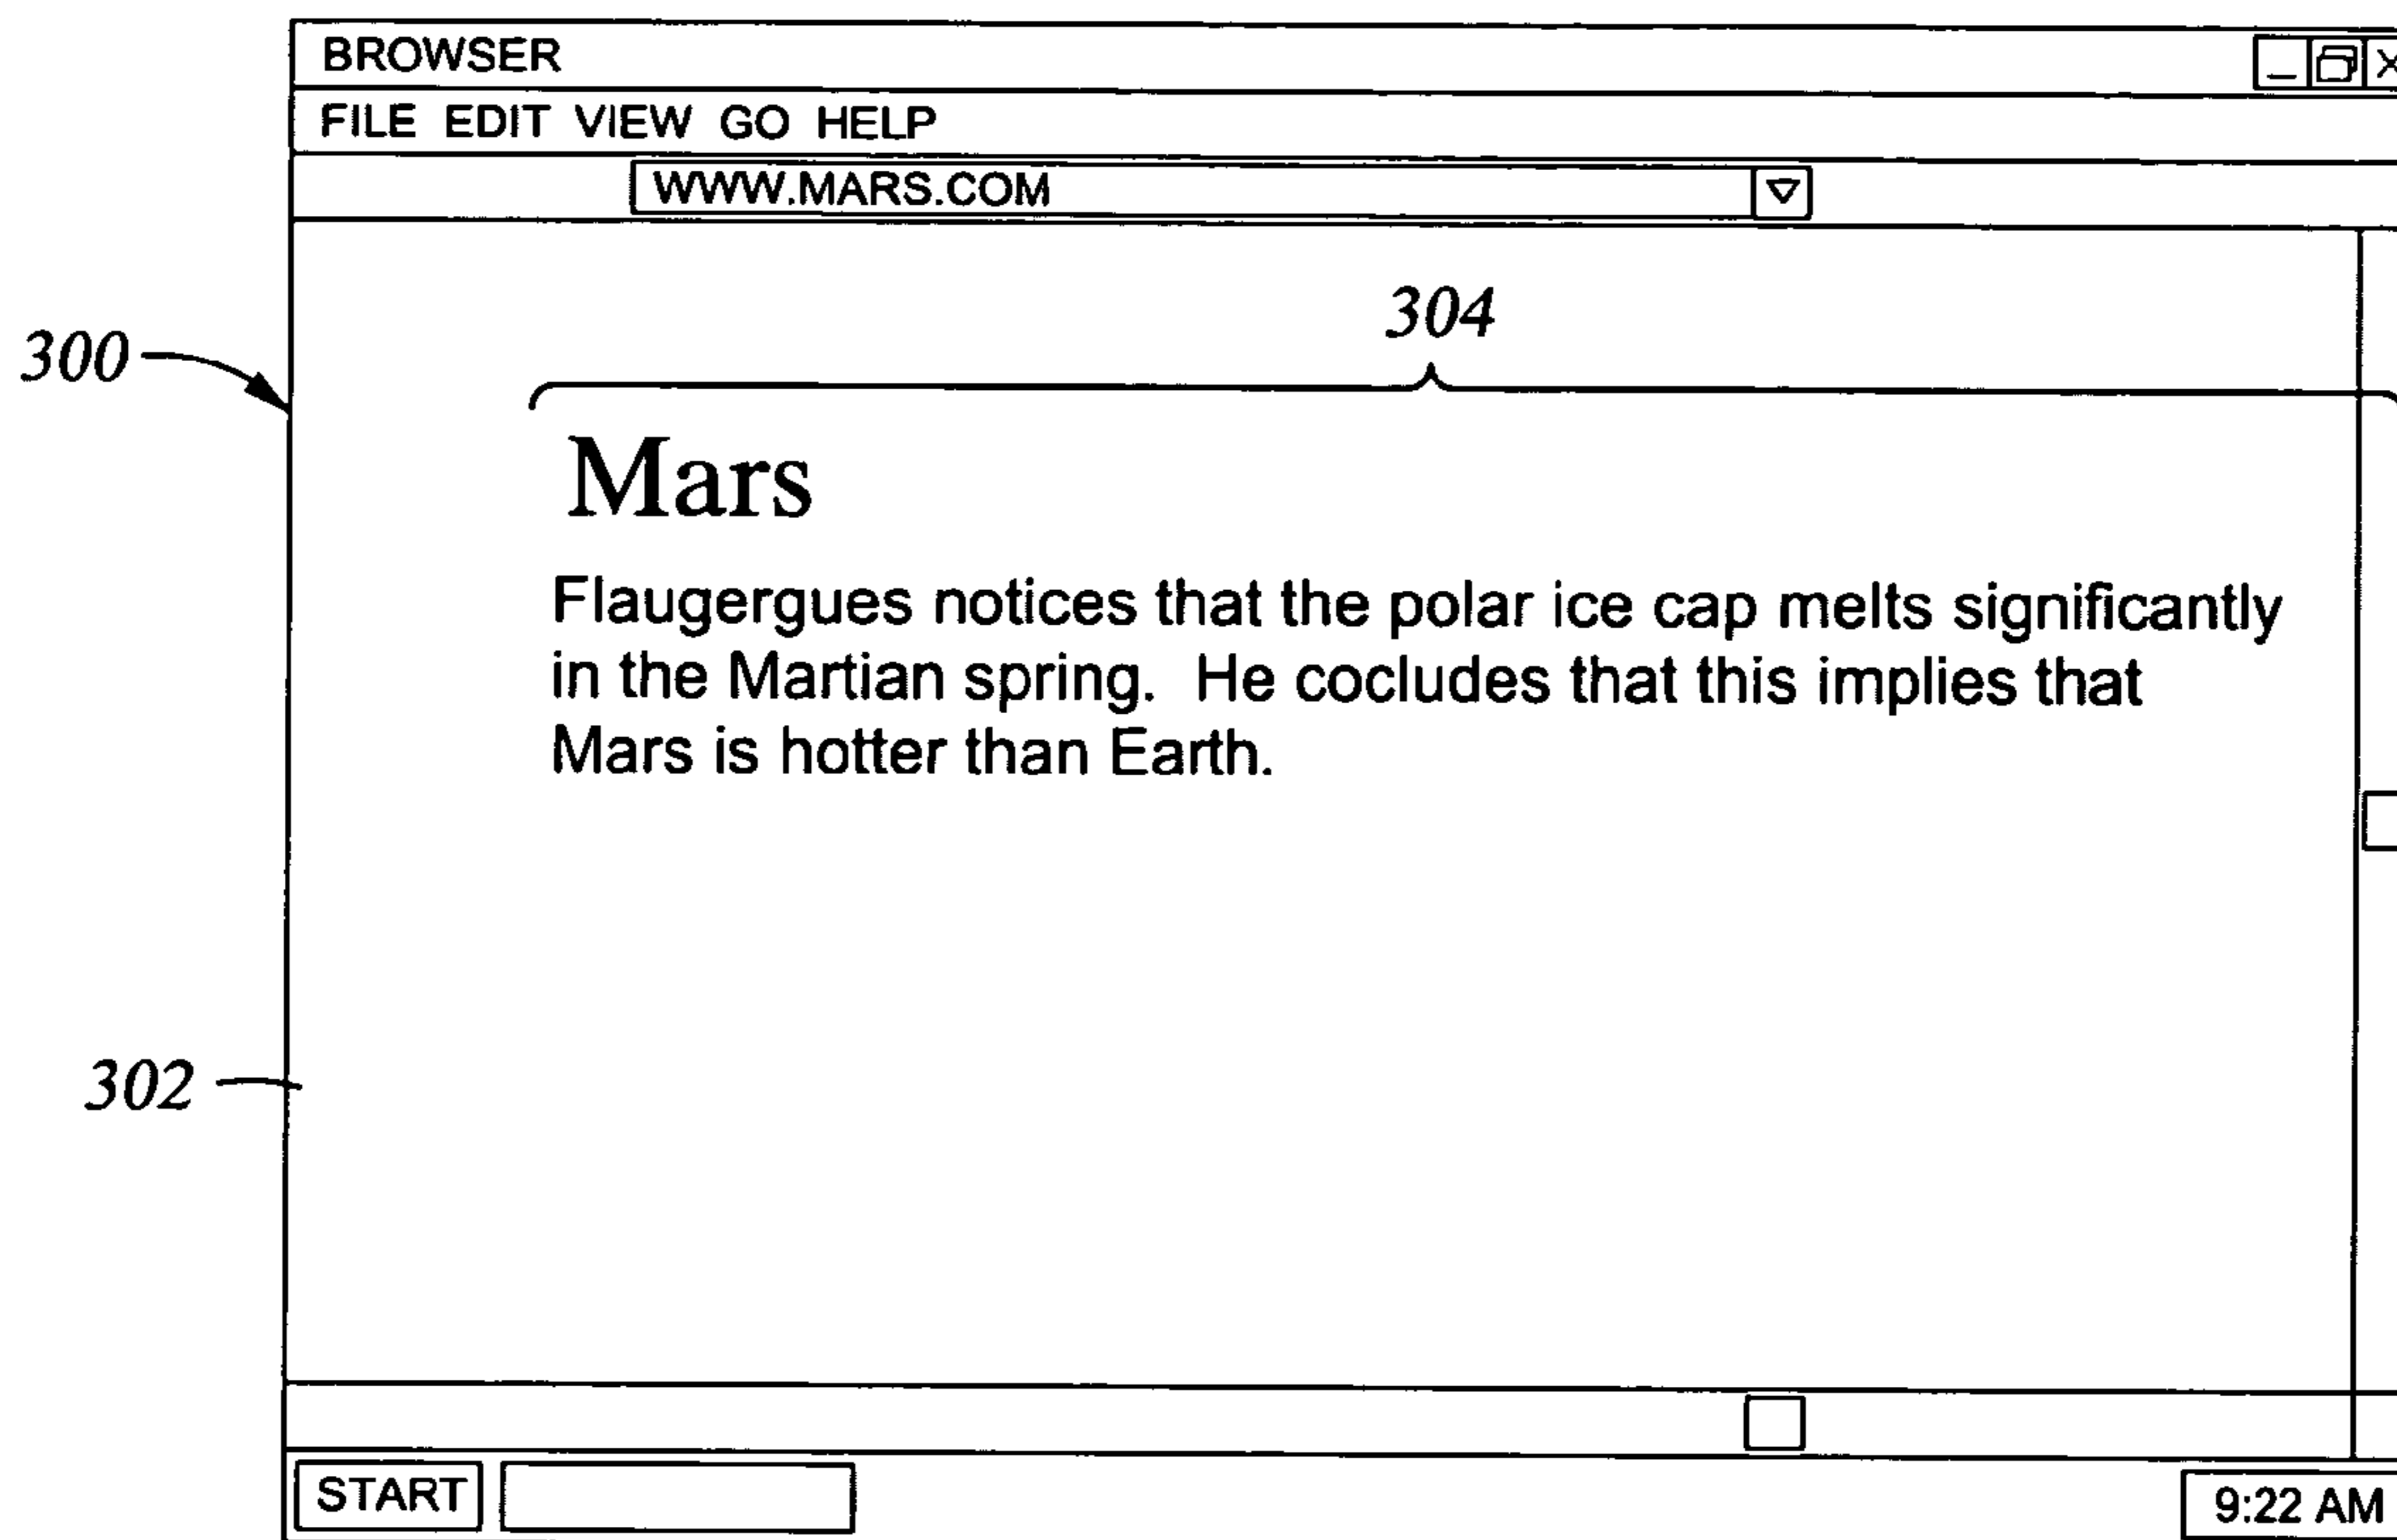 BROWSER
FILE EDIT VIEW GO HELP
WWW.MARS.COM
304
300
Mars
Flaugergues notices that the polar ice cap melts significantly
in the Martian spring. He cocludes that this implies that
Mars is hotter than Earth.
302
START
9:22 AM